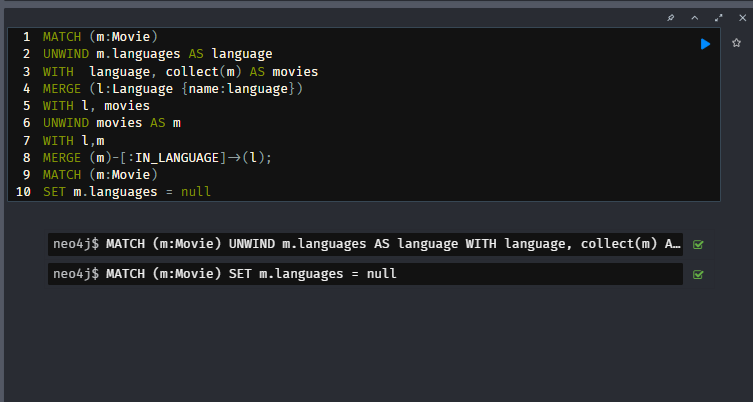 1 MATCH (m:Movie)
2 UNWIND m.languages AS language
3 WITH  language, collect(m) AS movies
4 MERGE (l:Language {name:language})
5 WITH l, movies
6 UNWIND movies AS m
7 WITH l,m
8 MERGE (m)-[:IN_LANGUAGE]->(l);
9 MATCH (m:Movie)
10 SET m.languages = null
neo4j$ MATCH (m:Movie) UNWIND m.languages AS language WITH language, collect(m) A…
neo4j$ MATCH (m:Movie) SET m.languages = null